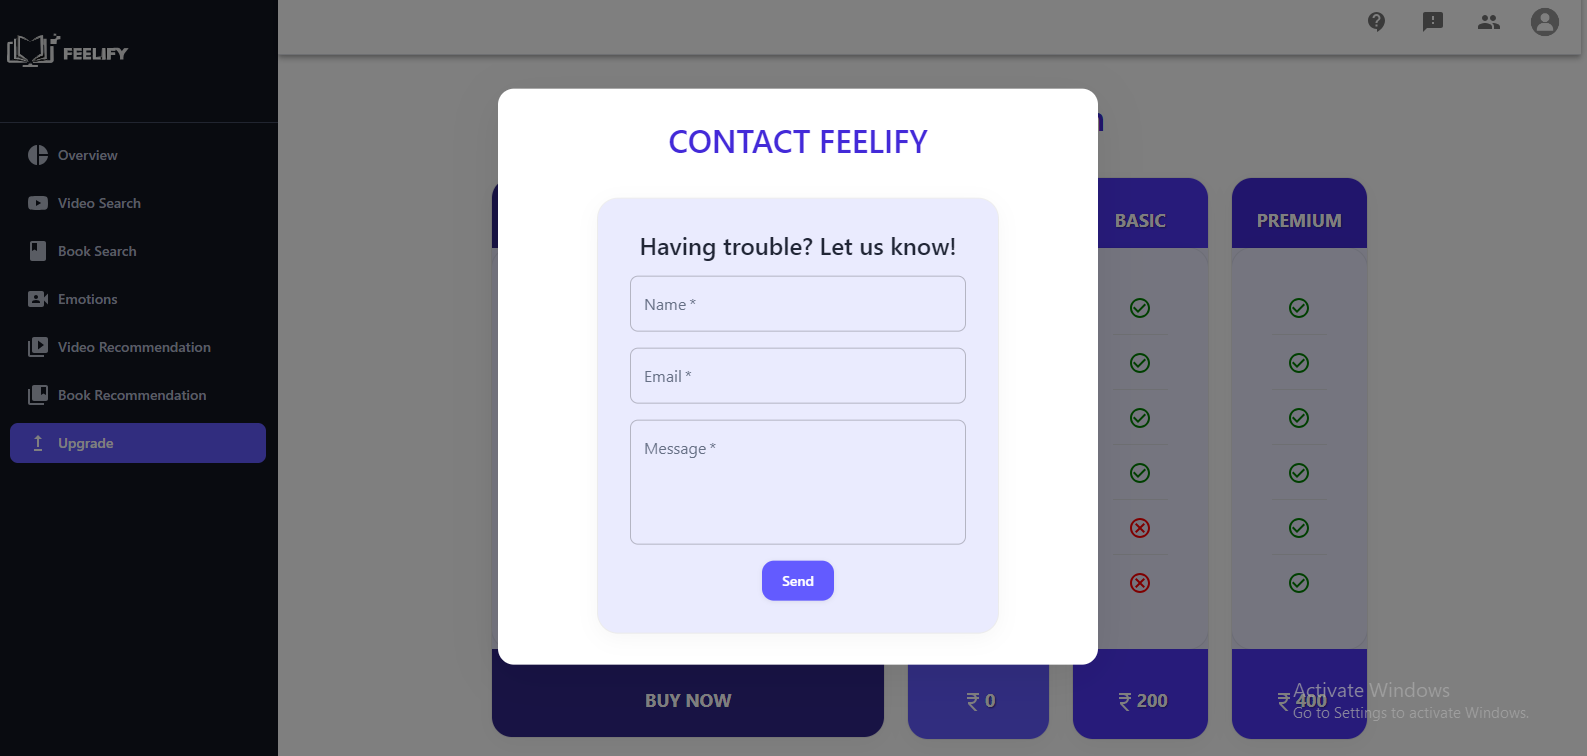 FEELIFY
Overview
Video Search
Book Search
Emotions
Video Recommendation
Book Recommendation
Upgrade
CONTACT FEELIFY
Having trouble? Let us know!
Name *
Email *
Message *
Send
BASIC
PREMIUM
BUY NOW
₹ 0
₹ 200
₹ 400
Activate Windows
Go to Settings to activate Windows.